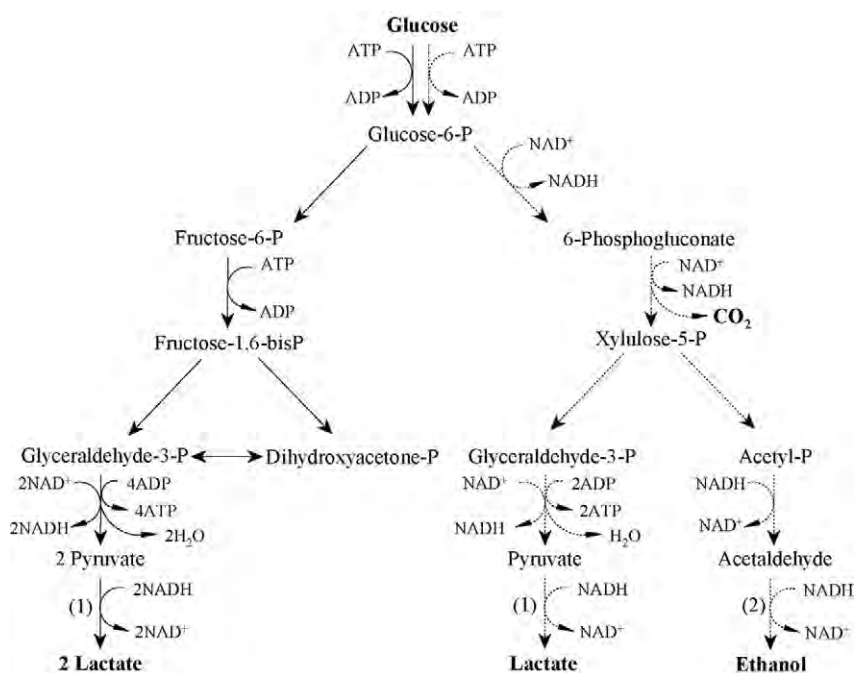 Glucose
ATP ATP
ADP ADP
Glucose-6-P
NAD⁺
NADH
Fructose-6-P
6-Phosphogluconate
ATP
NAD⁺
NADH
ADP
CO₂
Fructose-1,6-bisP
Xylulose-5-P
Glyceraldehyde-3-P Dihydroxyacetone-P Glyceraldehyde-3-P Acetyl-P
2NAD⁺ 4ADP NAD⁺ 2ADP NADH
4ATP 2ATP
2NADH 2H₂O NADH H₂O NAD⁺
2 Pyruvate Pyruvate Acetaldehyde
(1) 2NADH (1) NADH (2) NADH
2NAD⁺ NAD⁺ NAD⁺
2 Lactate Lactate Ethanol